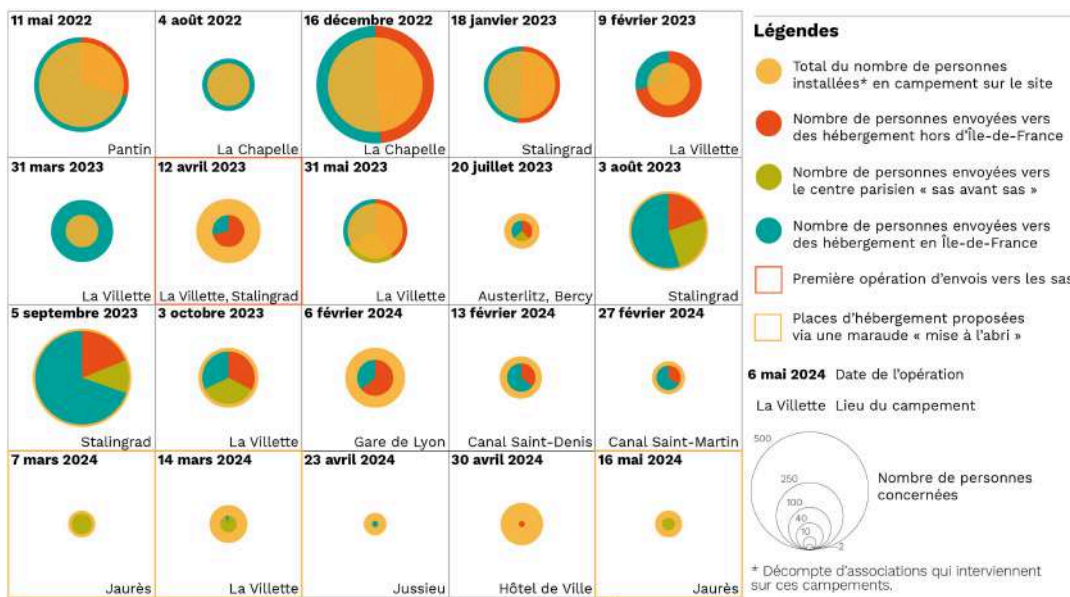 11 mai 2022
4 août 2022
16 décembre 2022
18 janvier 2023
9 février 2023
Pantin
La Chapelle
La Chapelle
Stalingrad
La Villette
31 mars 2023
12 avril 2023
31 mai 2023
20 juillet 2023
3 août 2023
La Villette
La Villette, Stalingrad
La Villette
Austerlitz, Bercy
Stalingrad
5 septembre 2023
3 octobre 2023
6 février 2024
13 février 2024
27 février 2024
Stalingrad
La Villette
Gare de Lyon
Canal Saint-Denis
Canal Saint-Martin
7 mars 2024
14 mars 2024
23 avril 2024
30 avril 2024
16 mai 2024
Jaurès
La Villette
Jussieu
Hôtel de Ville
Jaurès
Légendes
Total du nombre de personnes
installées* en campement sur le site
Nombre de personnes envoyées vers
des hébergement hors d'Île-de-France
Nombre de personnes envoyées vers
le centre parisien « sas avant sas »
Nombre de personnes envoyées vers
des hébergement en Île-de-France
Première opération d'envois vers les sas
Places d'hébergement proposées
via une maraude « mise à l'abri »
6 mai 2024 Date de l'opération
La Villette Lieu du campement
500
250
100
40
10
2
Nombre de personnes
concernées
* Décompte d'associations qui interviennent
sur ces campements.